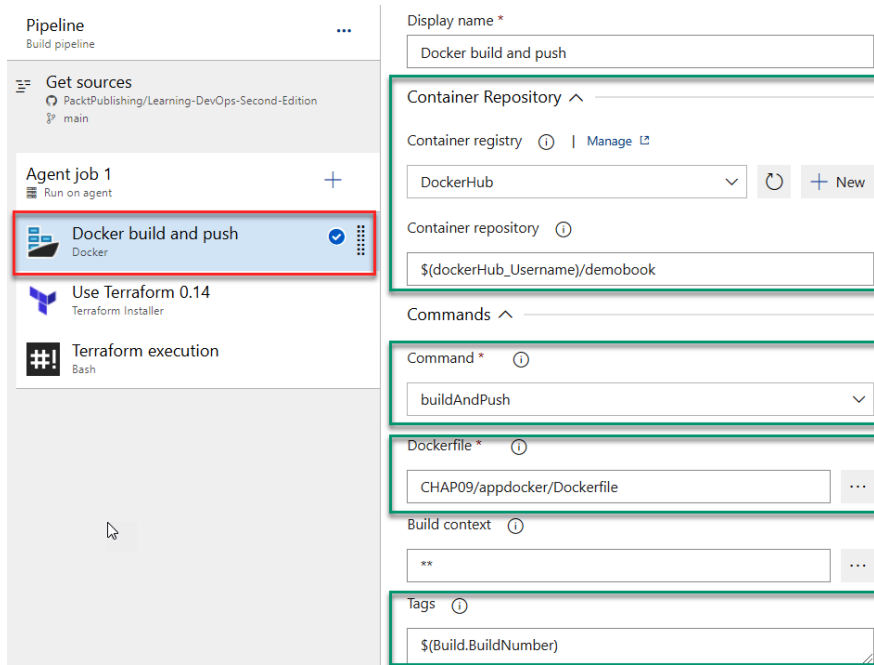 Pipeline
Build pipeline
...
Get sources
PacktPublishing/Learning-DevOps-Second-Edition
main
Agent job 1
Run on agent
Docker build and push
Docker
Use Terraform 0.14
Terraform Installer
#!
Terraform execution
Bash
Display name *
Docker build and push
Container Repository
Container registry | Manage
DockerHub
New
Container repository
$(dockerHub_Username)/demobook
Commands
Command *
buildAndPush
Dockerfile *
CHAP09/appdocker/Dockerfile
...
Build context
**
...
Tags
$(Build.BuildNumber)